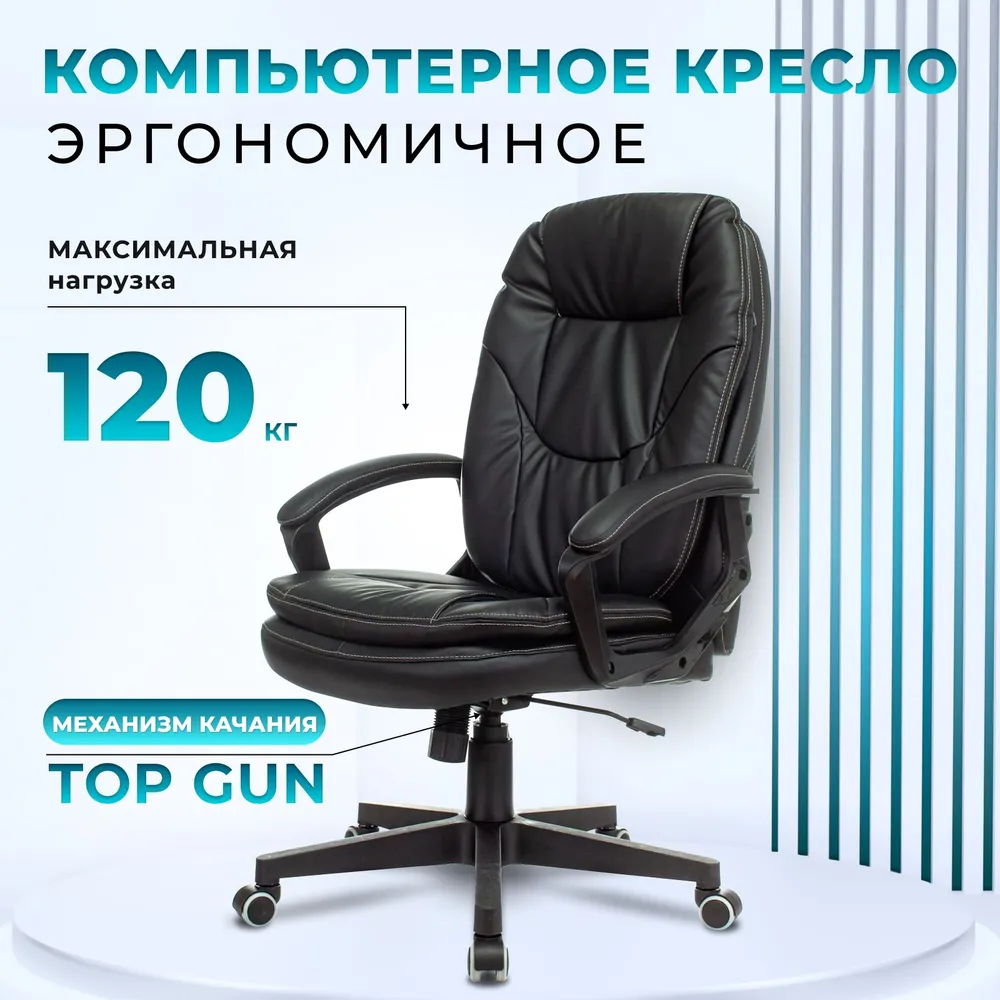 КОМПЬЮТЕРНОЕ КРЕСЛО
ЭРГОНОМИЧНОЕ
МАКСИМАЛЬНАЯ
нагрузка
120 кг
МЕХАНИЗМ КАЧАНИЯ
TOP GUN